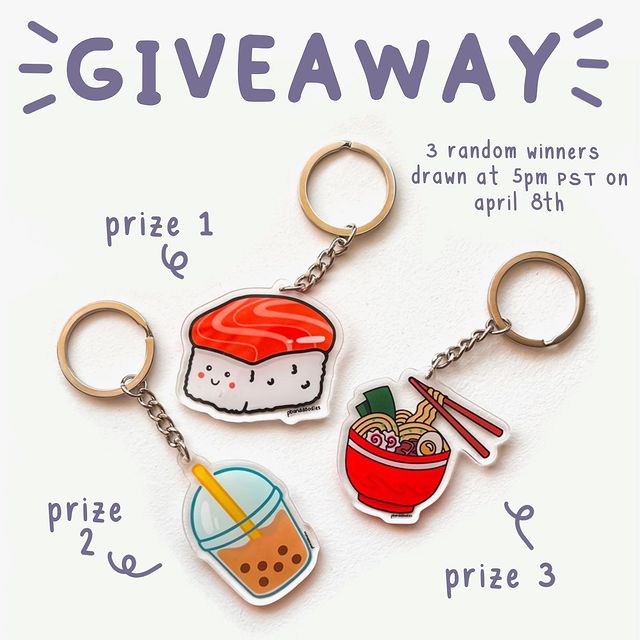 GIVEAWAY
3 random winners
drawn at 5pm PST on
april 8th
prize 1
prize
2
prize 3